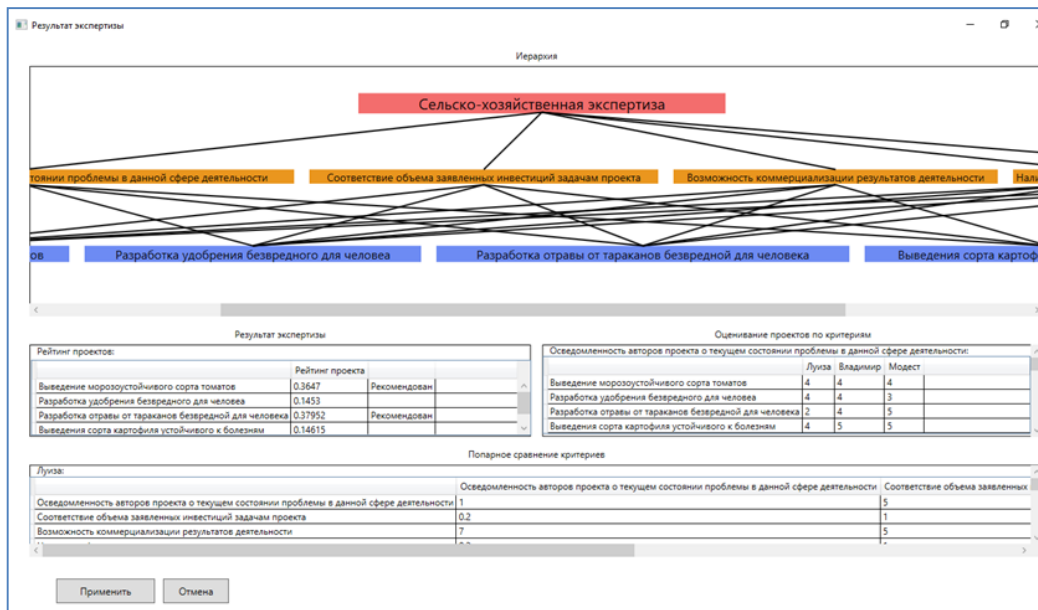 Результат экспертизы
Иерархия
Сельско-хозяйственная экспертиза
тоянии проблемы в данной сфере деятельности Соответствие объема заявленных инвестиций задачам проекта Возможность коммерциализации результатов деятельности Нали
ов Разработка удобрения безвредного для человеа Разработка отравы от тараканов безвредной для человека Выведения сорта картоф
Результат экспертизы Оценивание проектов по критериям
Рейтинг проектов:
Рейтинг проекта
Выведение морозоустойчивого сорта томатов 0.3647 Рекомендован
Разработка удобрения безвредного для человеа 0.1453
Разработка отравы от тараканов безвредной для человека 0.37952 Рекомендован
Выведения сорта картофиля устойчивого к болезням 0.14615
Осведомленность авторов проекта о текущем состоянии проблемы в данной сфере деятельности:
Луиза Владимир Модест
Выведение морозоустойчивого сорта томатов 4 4 4
Разработка удобрения безвредного для человеа 4 4 3
Разработка отравы от тараканов безвредной для человека 2 4 5
Выведения сорта картофиля устойчивого к болезням 4 5 5
Попарное сравнение критериев
Луиза:
Осведомленность авторов проекта о текущем состоянии проблемы в данной сфере деятельности Соответствие объема заявленных
Осведомленность авторов проекта о текущем состоянии проблемы в данной сфере деятельности 1 5
Соответствие объема заявленных инвестиций задачам проекта 0.2 1
Возможность коммерциализации результатов деятельности 7 5
Применить Отмена